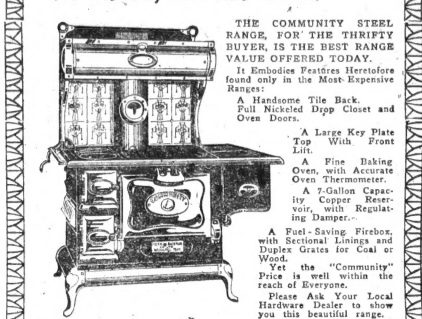 THE COMMUNITY STEEL
RANGE, FOR THE THRIFTY
BUYER, IS THE BEST RANGE
VALUE OFFERED TODAY.
It Embodies Features Heretofore
found only in the Most Expensive
Ranges:
A Handsome Tile Back.
Full Nickeled Drop Closet and
Oven Doors.
A Large Key Plate
Top With Front
Lift.
A Fine Baking
Oven, with Accurate
Oven Thermometer.
A 7-Gallon Capac-
ity Copper Reser-
voir, with Regulat-
ing Damper.
A Fuel-Saving Firebox,
with Sectional Linings and
Duplex Grates for Coal or
Wood.
Yet the "Community"
Price is well within the
reach of Everyone.
Please Ask Your Local
Hardware Dealer to show
you this beautiful range.
COMMUNITY